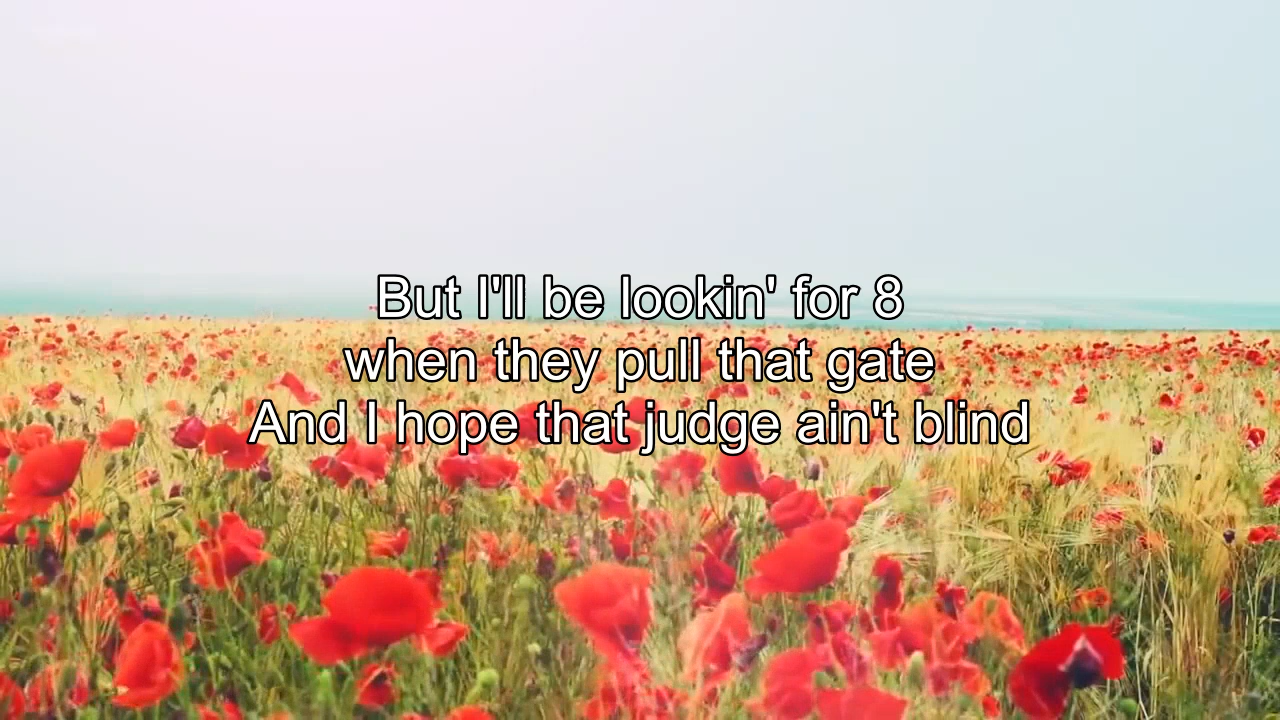 But I'll be lookin' for 8
when they pull that gate
And I hope that judge ain't blind